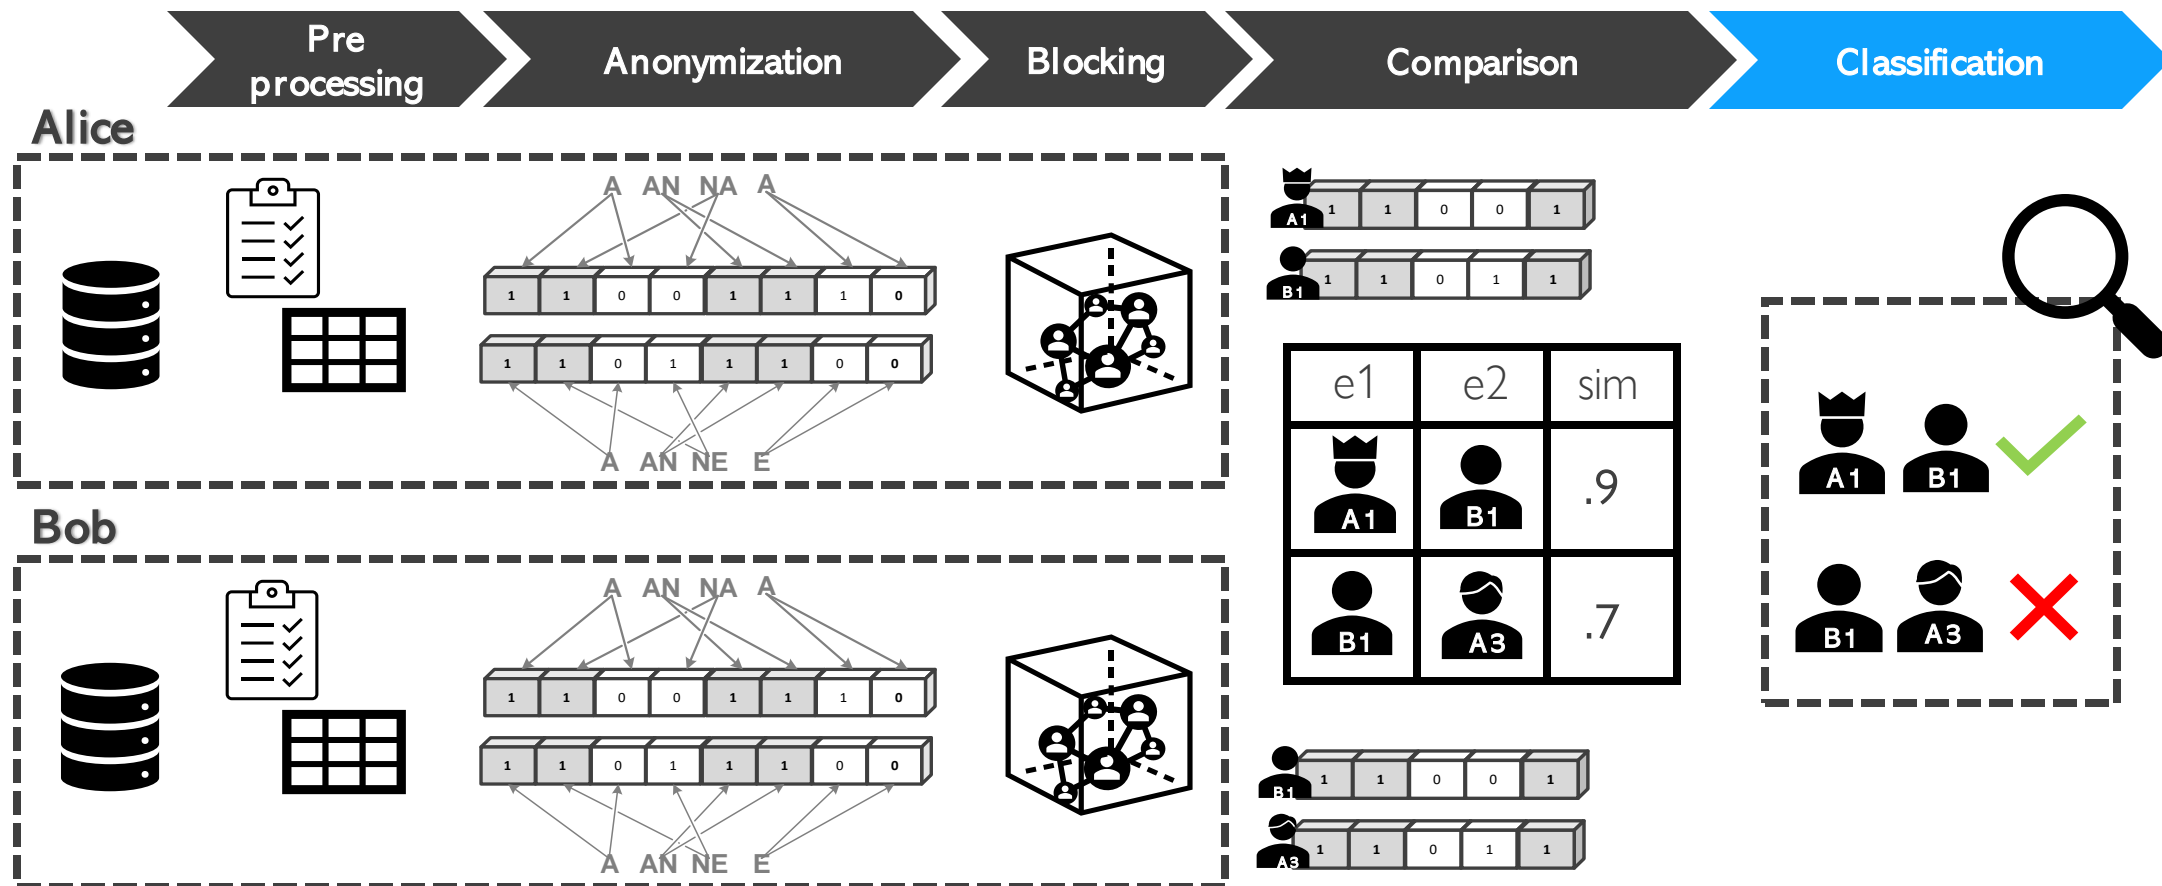 Pre
processing
Anonymization
Blocking
Comparison
Classification
Alice
A AN NA A
1 1 0 0 1 1 1 0
1 1 0 1 1 1 0 0
A AN NE E
A1 1 1 0 0 1
B1 1 1 0 1 1
e1 e2 sim
A1 B1 .9
B1 A3 .7
A1 B1
B1 A3
Bob
A AN NA A
1 1 0 0 1 1 1 0
1 1 0 1 1 1 0 0
A AN NE E
B1 1 1 0 0 1
A3 1 1 0 1 1